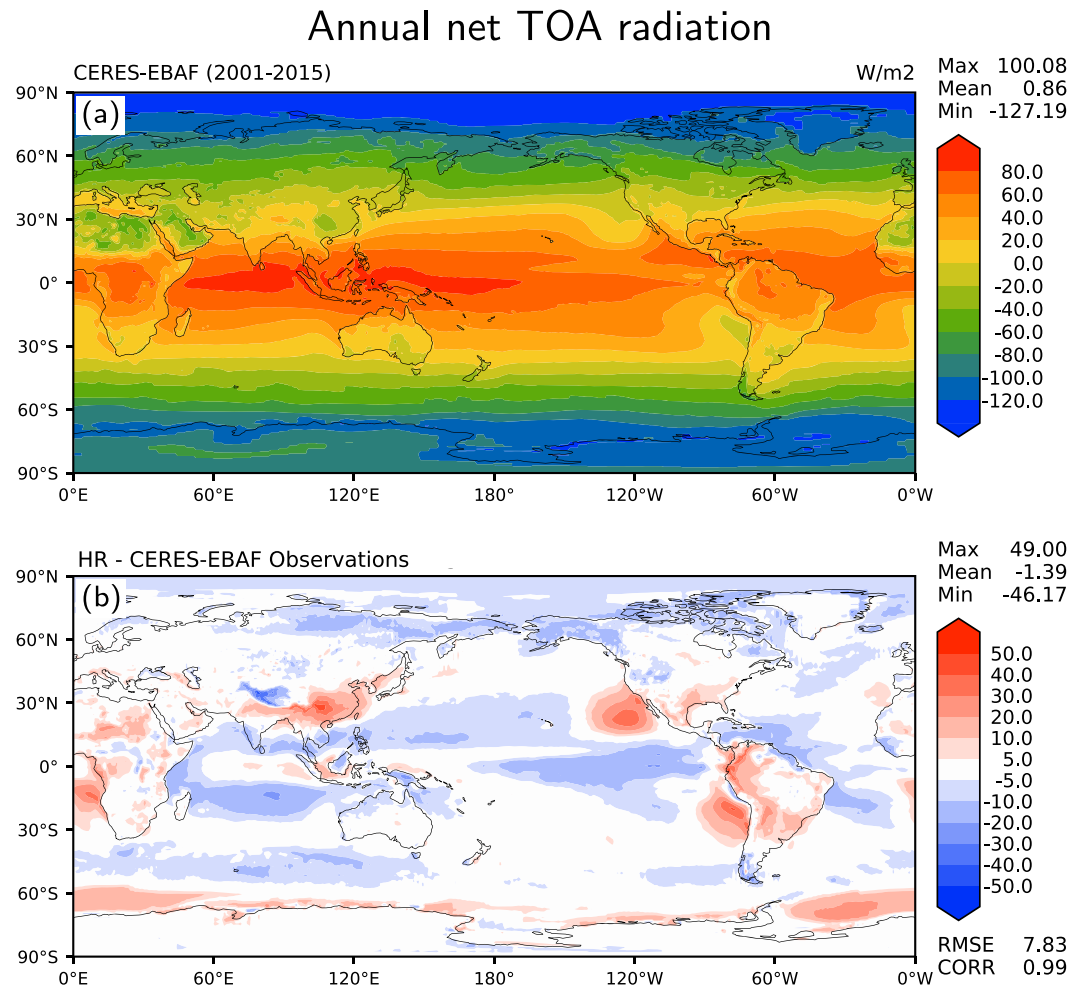 Annual net TOA radiation
CERES-EBAF (2001-2015) W/m2
Max 100.08
Mean 0.86
Min -127.19
(a)
90°N
60°N
30°N
0°
30°S
60°S
90°S
0°E 60°E 120°E 180° 120°W 60°W 0°W
80.0
60.0
40.0
20.0
0.0
-20.0
-40.0
-60.0
-80.0
-100.0
-120.0
HR - CERES-EBAF Observations
Max 49.00
Mean -1.39
Min -46.17
(b)
90°N
60°N
30°N
0°
30°S
60°S
90°S
0°E 60°E 120°E 180° 120°W 60°W 0°W
50.0
40.0
30.0
20.0
10.0
5.0
-5.0
-10.0
-20.0
-30.0
-40.0
-50.0
RMSE 7.83
CORR 0.99